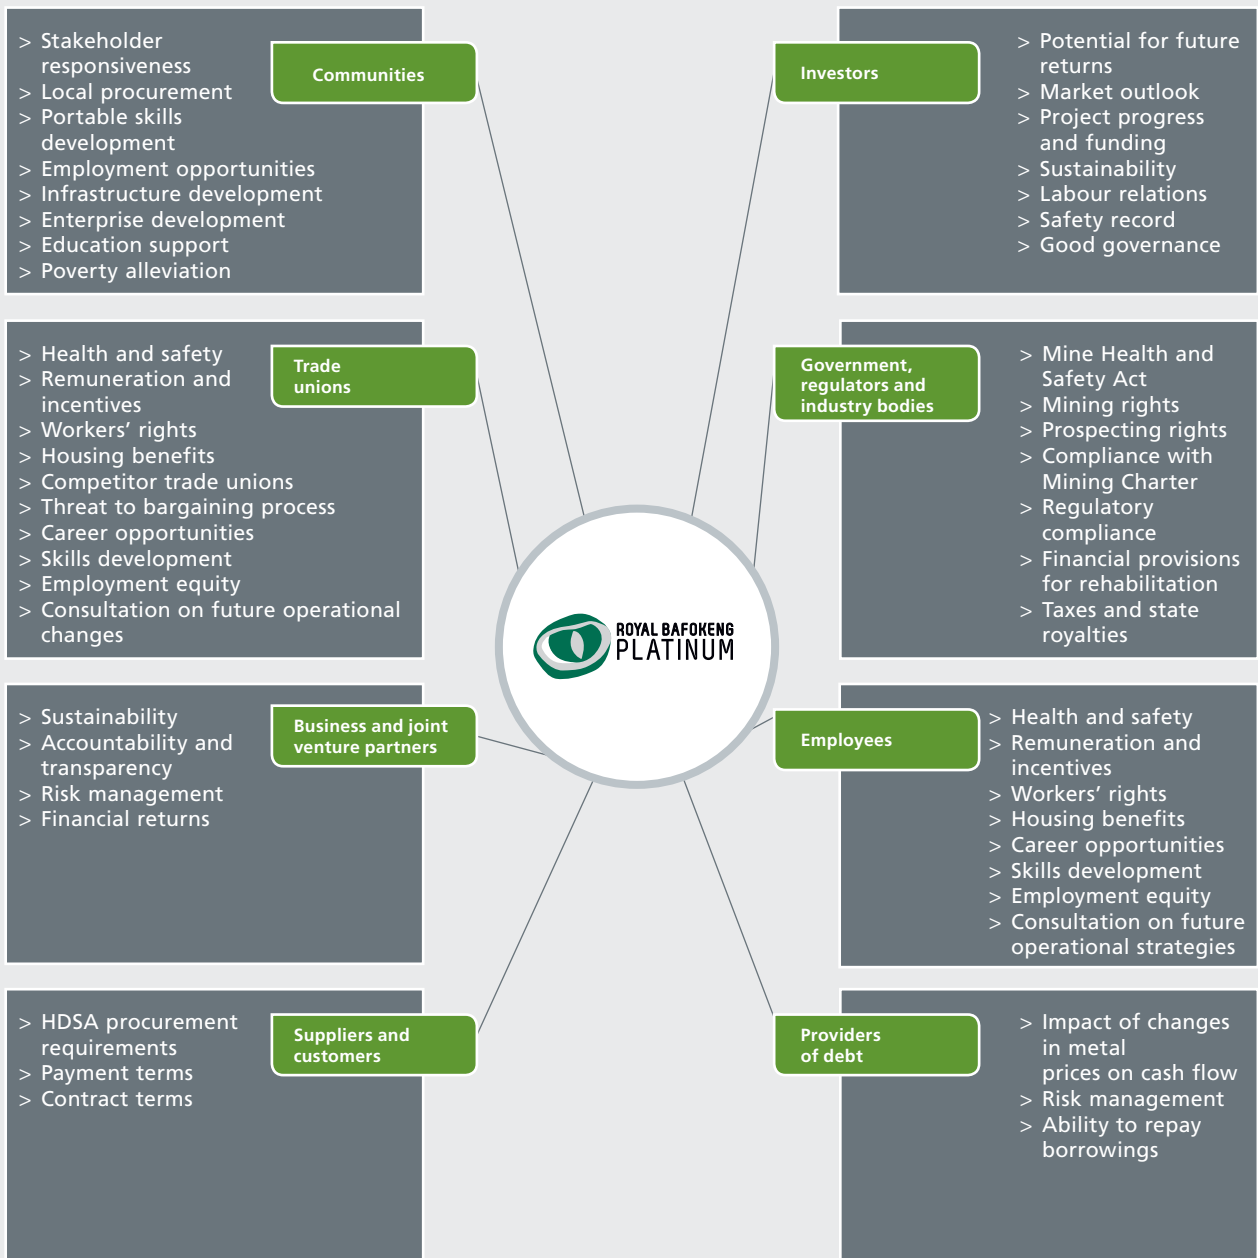 > Stakeholder
responsiveness
> Local procurement
> Portable skills
development
> Employment opportunities
> Infrastructure development
> Enterprise development
> Education support
> Poverty alleviation
Communities
Investors
> Potential for future
returns
> Market outlook
> Project progress
and funding
> Sustainability
> Labour relations
> Safety record
> Good governance
> Health and safety
> Remuneration and
incentives
> Workers’ rights
> Housing benefits
> Competitor trade unions
> Threat to bargaining process
> Career opportunities
> Skills development
> Employment equity
> Consultation on future operational
changes
Trade
unions
Government,
regulators and
industry bodies
> Mine Health and
Safety Act
> Mining rights
> Prospecting rights
> Compliance with
Mining Charter
> Regulatory
compliance
> Financial provisions
for rehabilitation
> Taxes and state
royalties
ROYAL BAFOKENG
PLATINUM
> Sustainability
> Accountability and
transparency
> Risk management
> Financial returns
Business and joint
venture partners
Employees
> Health and safety
> Remuneration and
incentives
> Workers’ rights
> Housing benefits
> Career opportunities
> Skills development
> Employment equity
> Consultation on future
operational strategies
> HDSA procurement
requirements
> Payment terms
> Contract terms
Suppliers and
customers
Providers
of debt
> Impact of changes
in metal
prices on cash flow
> Risk management
> Ability to repay
borrowings